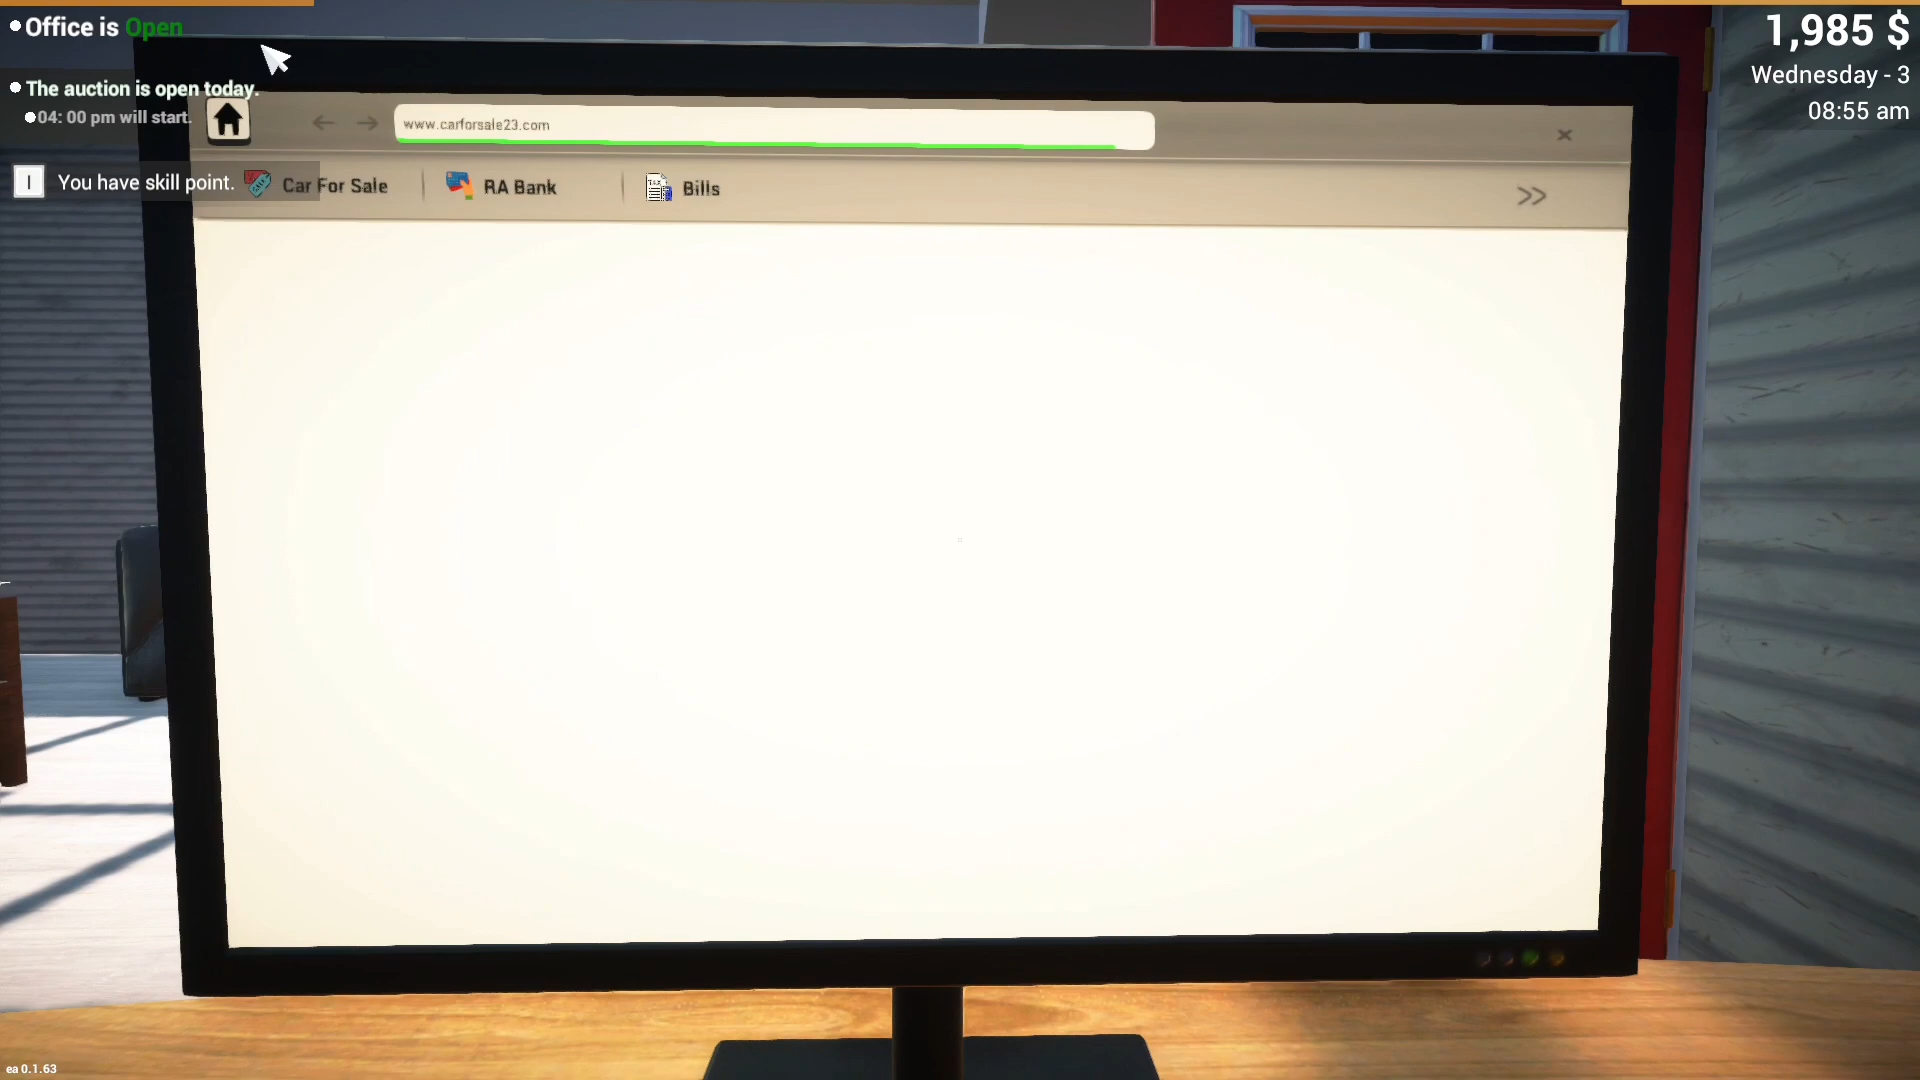 Office is Open
The auction is open today.
04: 00 pm will start.
I You have skill point.
1,985 $
Wednesday - 3
08:55 am
www.carforsale23.com
Car For Sale
RA Bank
Bills
ea 0.1.63